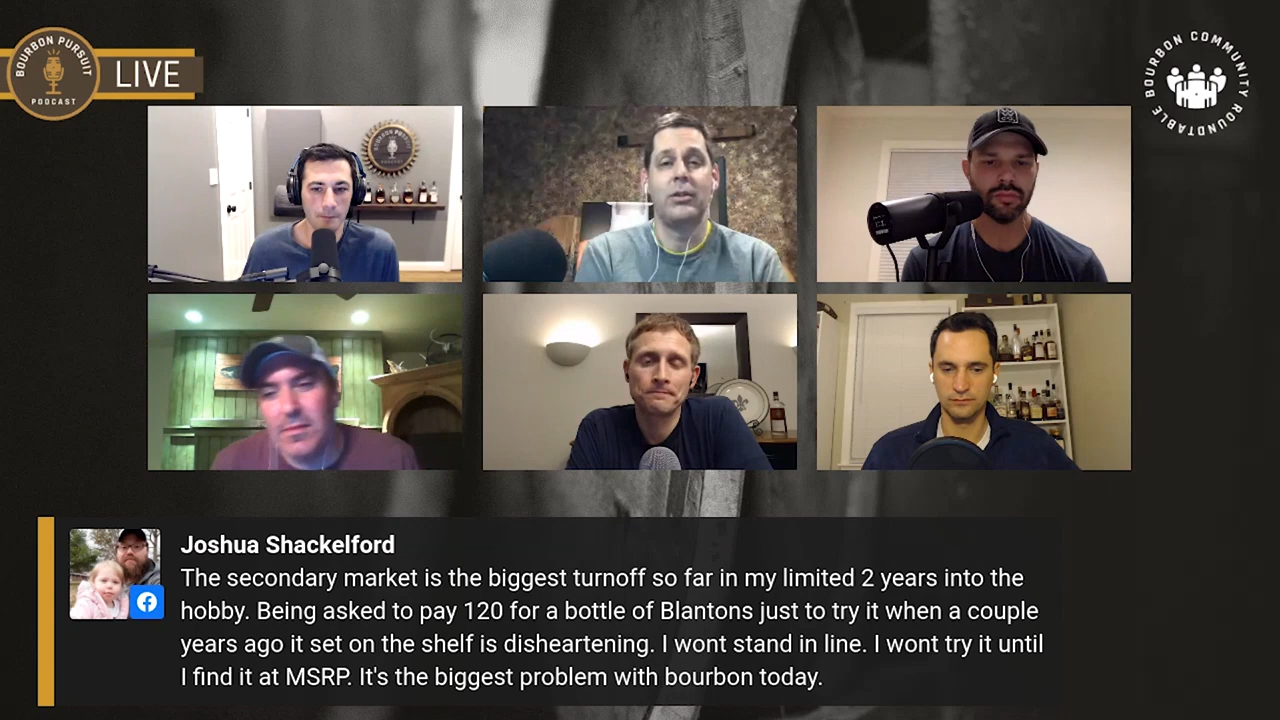 BOURBON PURSUIT
PODCAST
LIVE
BOURBON COMMUNITY
ROUNDTABLE
BOURBON PURSUIT
Joshua Shackelford
The secondary market is the biggest turnoff so far in my limited 2 years into the
hobby. Being asked to pay 120 for a bottle of Blantons just to try it when a couple
years ago it set on the shelf is disheartening. I wont stand in line. I wont try it until
I find it at MSRP. It's the biggest problem with bourbon today.